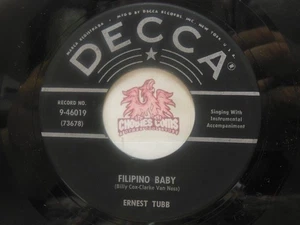 DECCA
RECORD NO.
9-46019
(73678)
Singing With
Instrumental
Accompaniment
FILIPINO BABY
(Billy Cox-Clarke Van Ness)
ERNEST TUBB